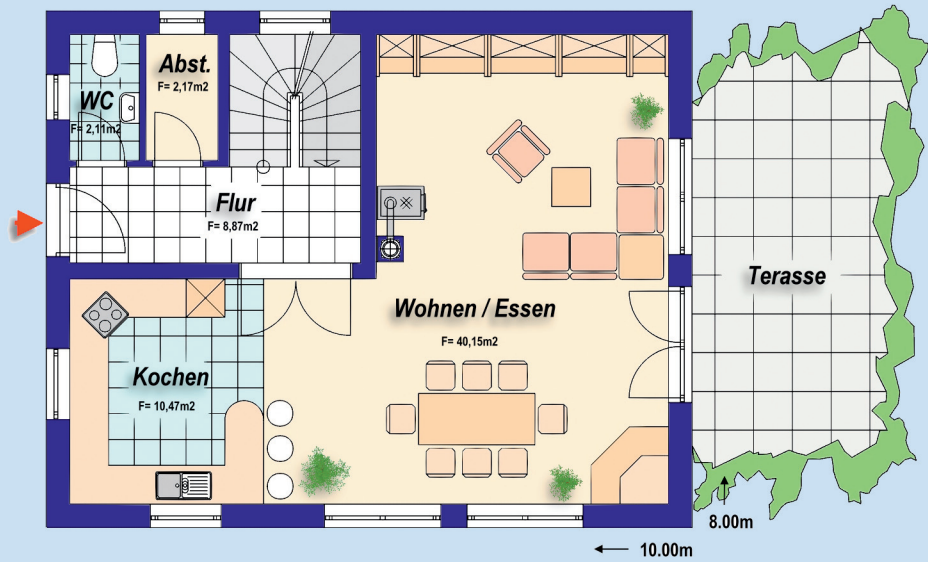 Abst.
F= 2,17m2
WC
F= 2,11m2
Flur
F= 8,87m2
Terasse
Wohnen / Essen
F= 40,15m2
Kochen
F= 10,47m2
8.00m
10.00m